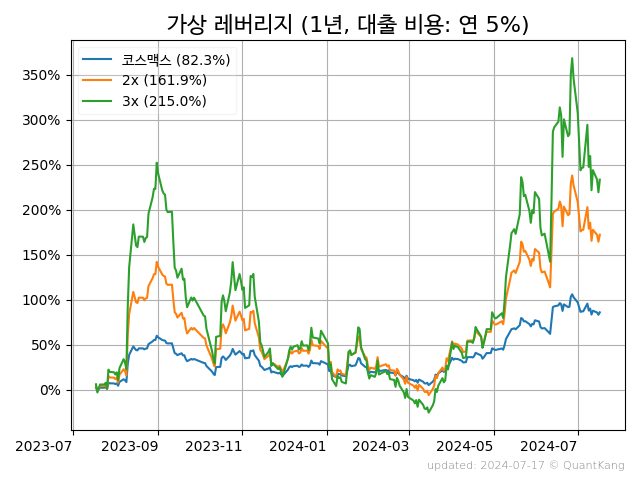 가상 레버리지 (1년, 대출 비용: 연 5%)
코스맥스 (82.3%)
2x (161.9%)
3x (215.0%)
350%
300%
250%
200%
150%
100%
50%
0%
2023-07 2023-09 2023-11 2024-01 2024-03 2024-05 2024-07
updated: 2024-07-17 © QuantKang